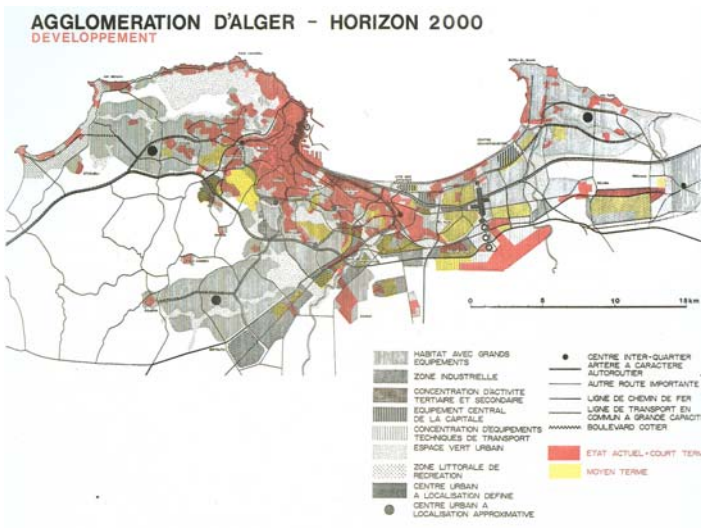 AGGLOMERATION D'ALGER - HORIZON 2000
DEVELOPPEMENT
0 5 10 15km
HABITAT AVEC GRANDS
EQUIPEMENTS
ZONE INDUSTRIELLE
CONCENTRATION D'ACTIVITE
TERTIAIRE ET SECONDAIRE
EQUIPEMENT CENTRAL
DE LA CAPITALE
CONCENTRATION D'EQUIPEMENTS
TECHNIQUES DE TRANSPORT
ESPACE VERT URBAIN
ZONE LITTORALE DE
RECREATION
CENTRE URBAIN
A LOCALISATION DEFINIE
CENTRE URBAIN A
LOCALISATION APPROXIMATIVE
CENTRE INTER-QUARTIER
ARTERE A CARACTERE
AUTOROUTIER
AUTRE ROUTE IMPORTANTE
LIGNE DE CHEMIN DE FER
LIGNE DE TRANSPORT EN
COMMUN A GRANDE CAPACIT
BOULEVARD COTIER
ETAT ACTUEL+COURT TERM
MOYEN TERME